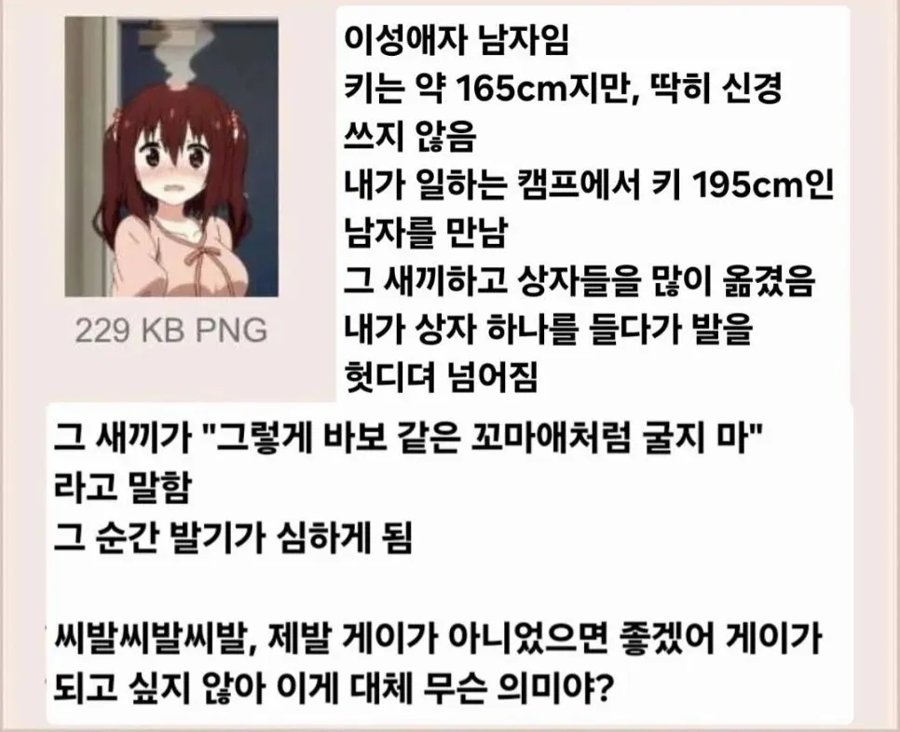 이성애자 남자임
키는 약 165cm지만, 딱히 신경
쓰지 않음
내가 일하는 캠프에서 키 195cm인
남자를 만남
그 새끼하고 상자들을 많이 옮겼음
내가 상자 하나를 들다가 발을
헛디뎌 넘어짐
229 KB PNG
그 새끼가 "그렇게 바보 같은 꼬마애처럼 굴지 마"
라고 말함
그 순간 발기가 심하게 됨
씨발씨발씨발, 제발 게이가 아니었으면 좋겠어 게이가
되고 싶지 않아 이게 대체 무슨 의미야?